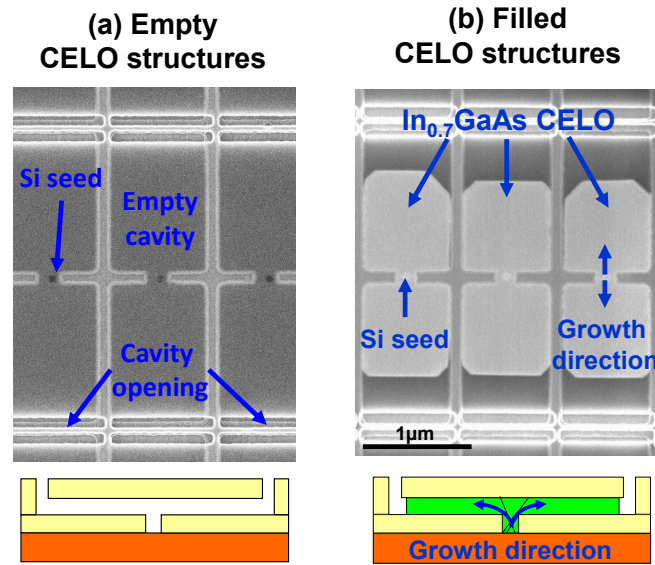 (a) Empty
CELO structures
Si seed
Empty
cavity
Cavity
opening
(b) Filled
CELO structures
In₀.₇GaAs CELO
Si seed
Growth
direction
1μm
Growth direction